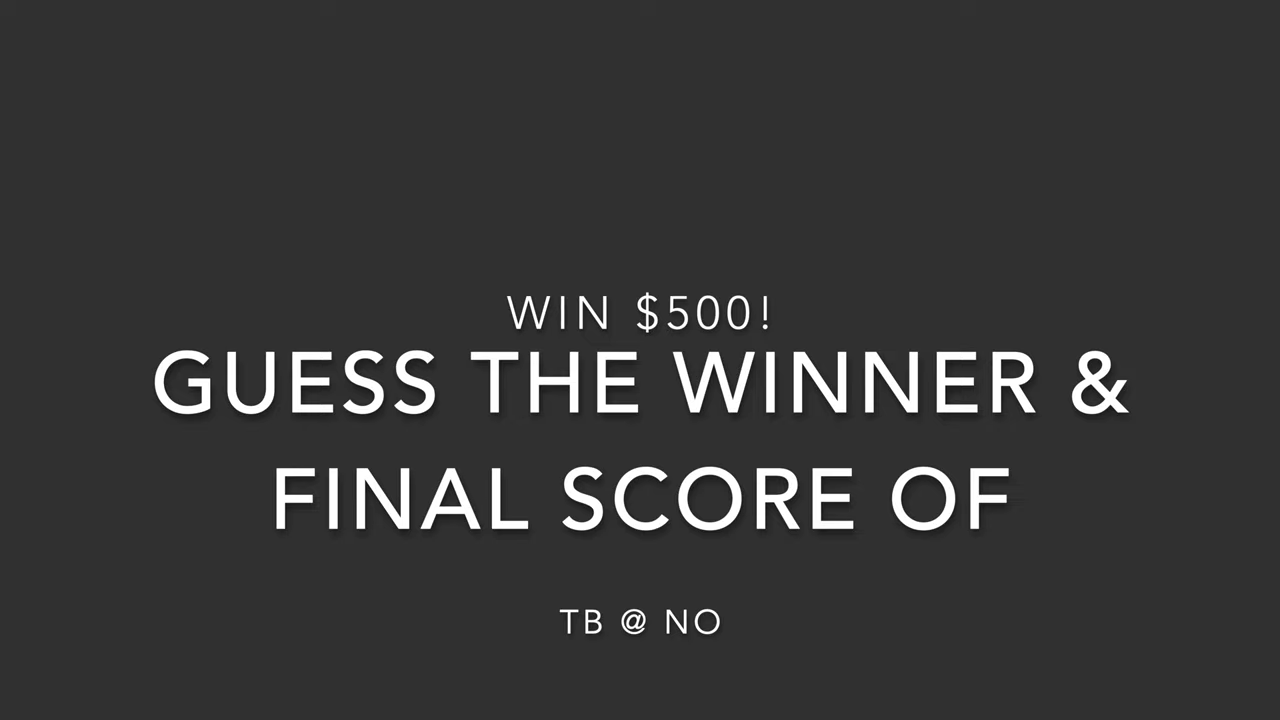 WIN $500!
GUESS THE WINNER &
FINAL SCORE OF
TB @ NO